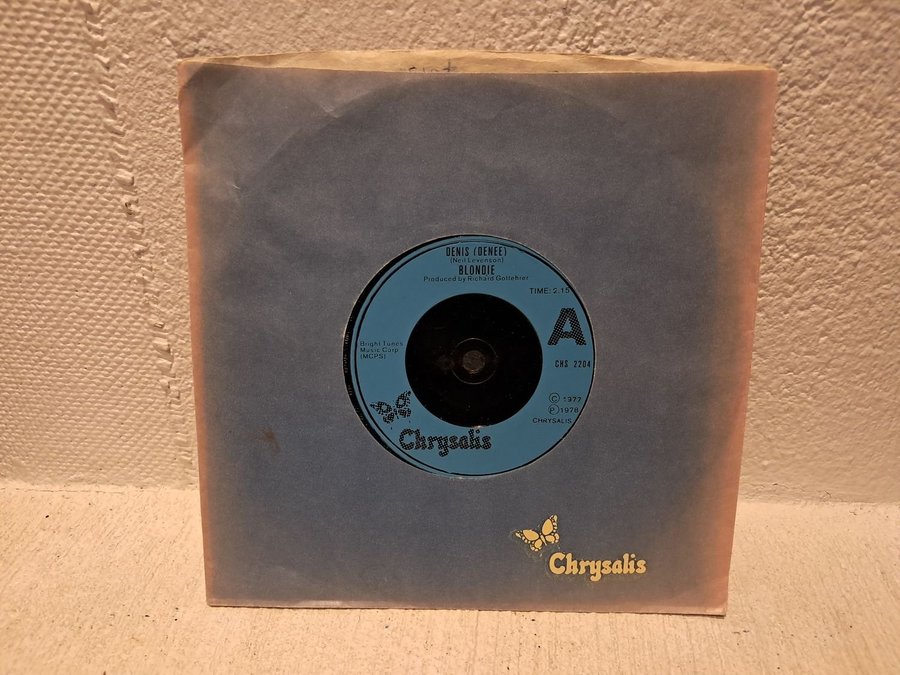 DENIS (DENEE)
(Neil Levenson)
BLONDIE
Produced by Richard Gottehrer
TIME: 2.15
A
Bright Tunes
Music Corp
(MCPS)
CHS 2204
Ⓒ 1977
Ⓟ 1978
CHRYSALIS
Chrysalis
Chrysalis